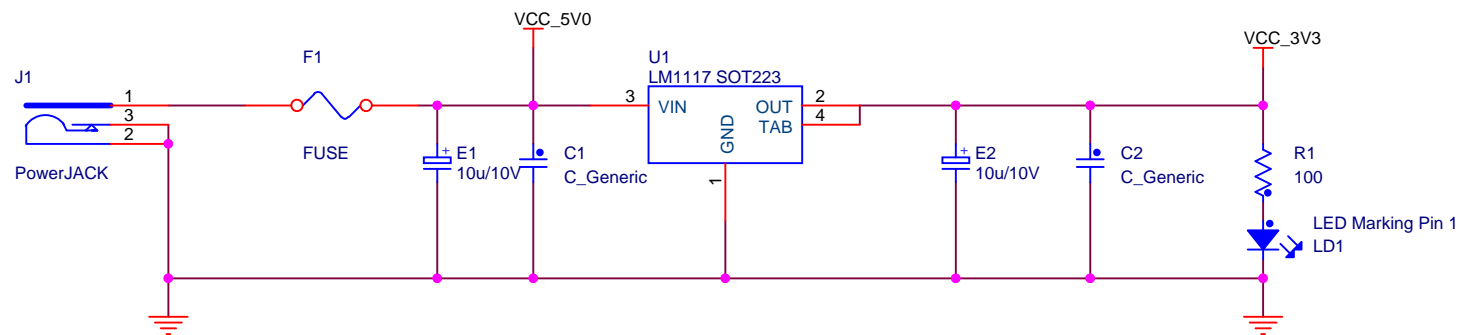 VCC_5V0
VCC_3V3
J1
F1
U1
LM1117 SOT223
1
3
2
3
VIN
OUT
TAB
GND
2
4
1
PowerJACK
FUSE
E1
+
10u/10V
C1
C_Generic
E2
+
10u/10V
C2
C_Generic
R1
100
LED Marking Pin 1
LD1